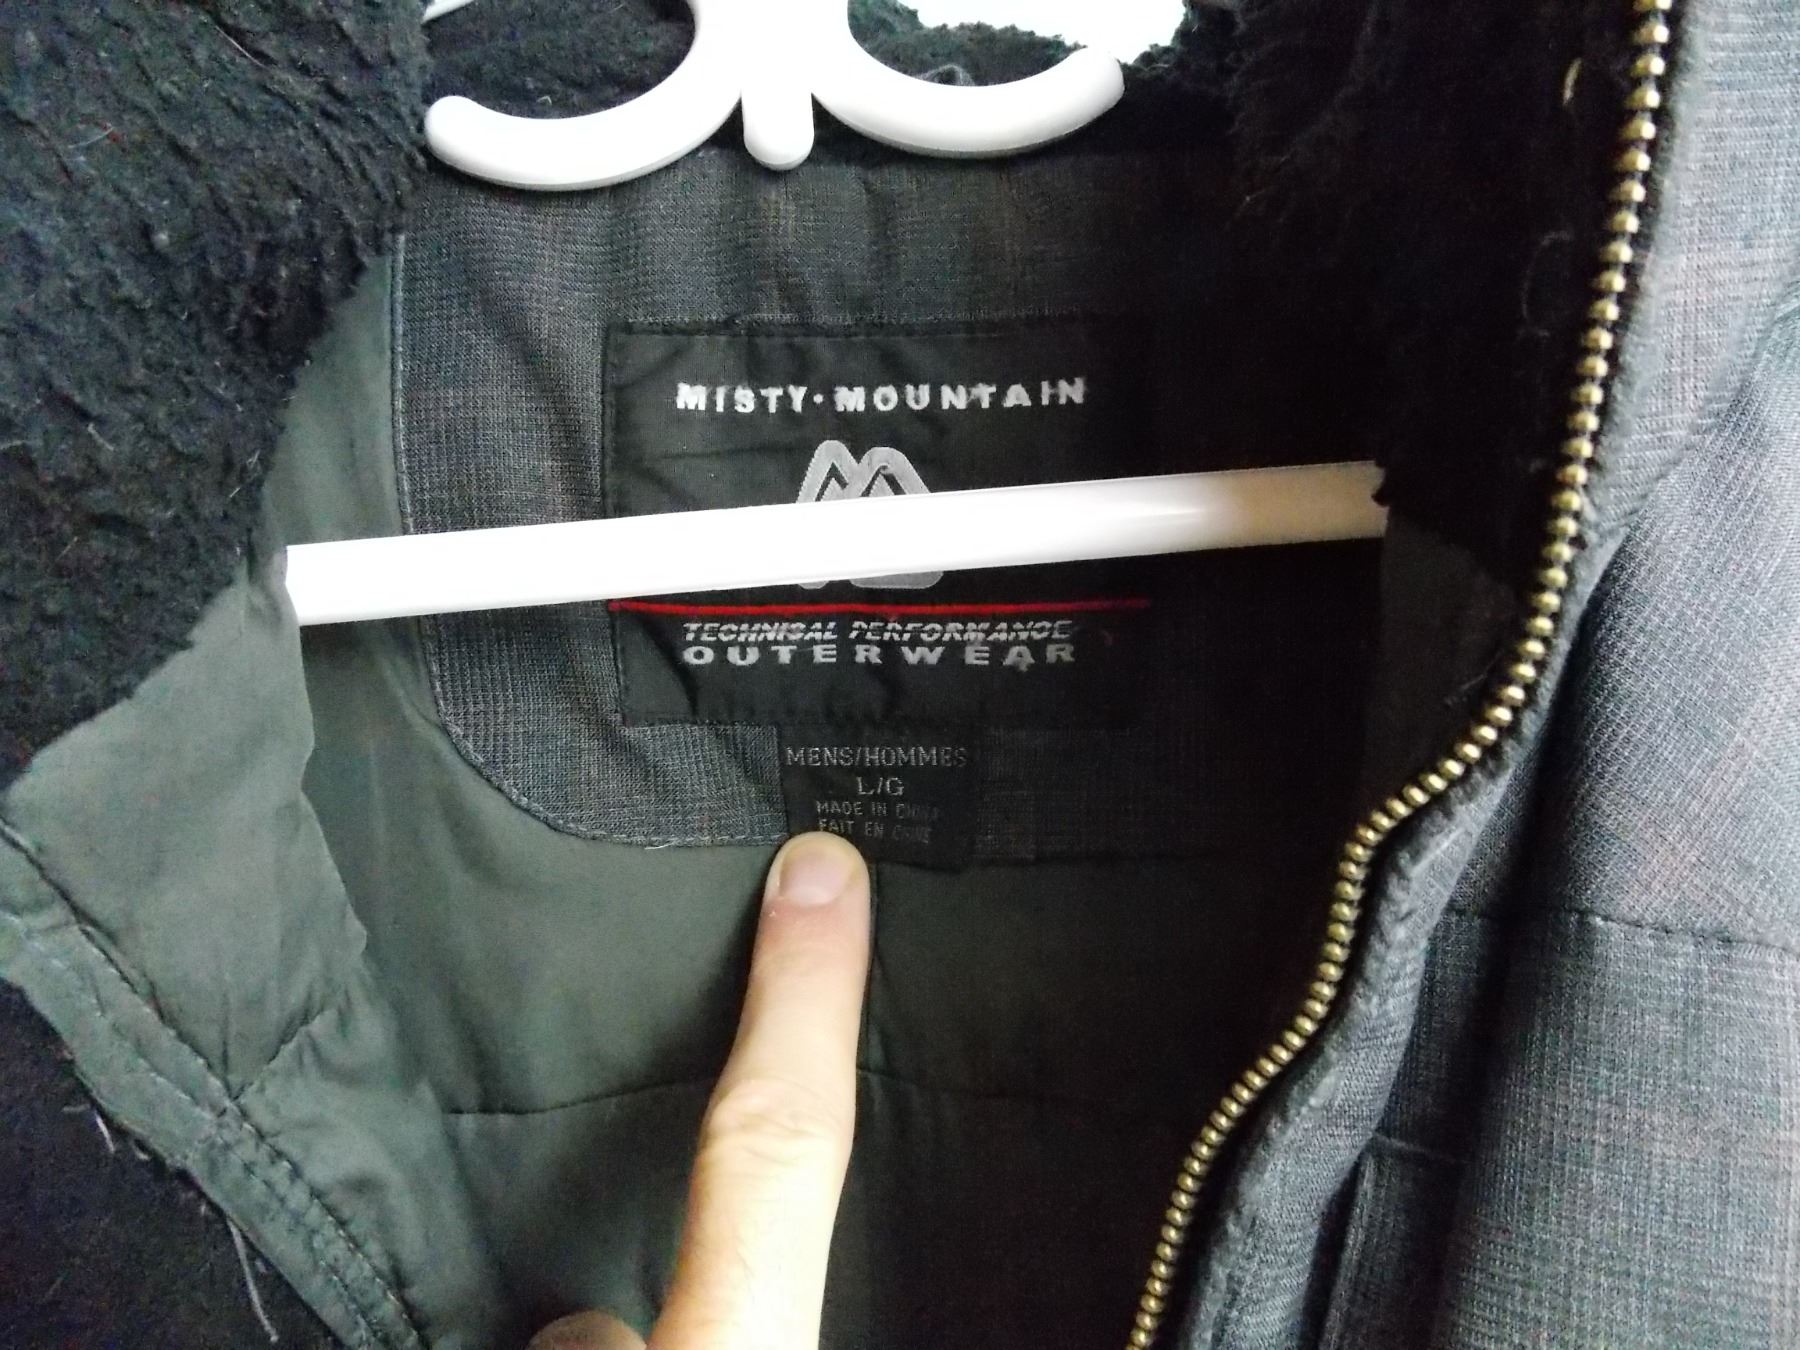 MISTY·MOUNTAIN
TECHNICAL PERFORMANCE
OUTERWEAR
MENS/HOMMES
L/G
MADE IN CHINA
FAIT EN CHINE